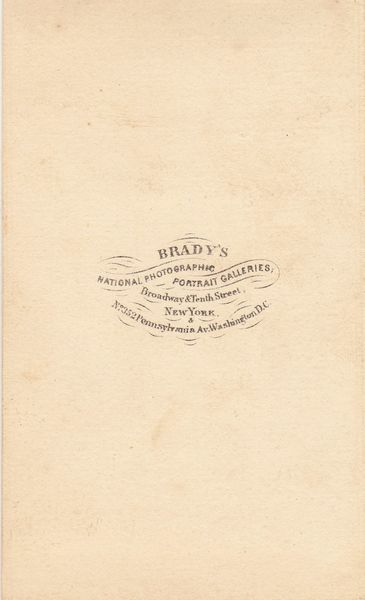 BRADY'S
NATIONAL PHOTOGRAPHIC PORTRAIT GALLERIES,
Broadway & Tenth Street,
NEW YORK,
&
No. 352 Pennsylvania Av. Washington D.C.